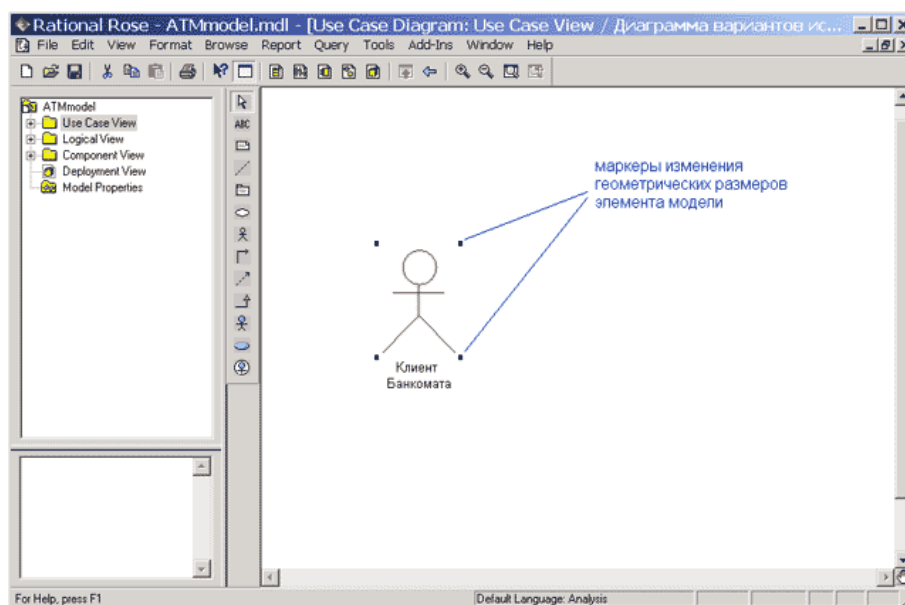 Rational Rose - ATMmodel.mdl - [Use Case Diagram: Use Case View / Диаграмма вариантов ис...
File Edit View Format Browse Report Query Tools Add-Ins Window Help
ATMmodel
Use Case View
Logical View
Component View
Deployment View
Model Properties
ABC
маркеры изменения
геометрических размеров
элемента модели
Клиент
Банкомата
For Help, press F1
Default Language: Analysis